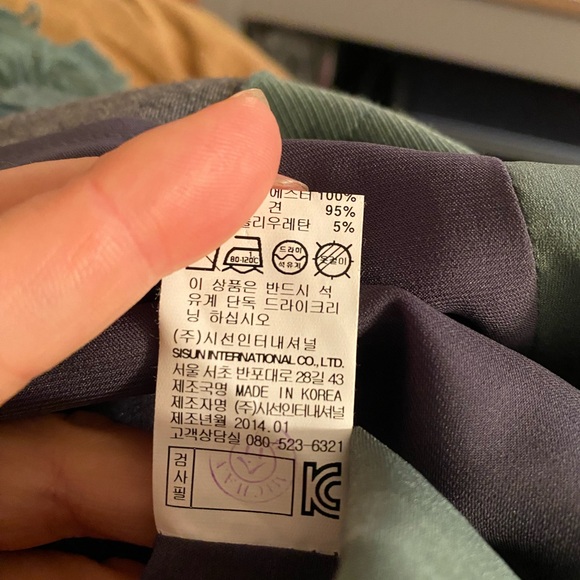 에스터 100%
견 95%
폴리우레탄 5%
80-120℃ 드라이 석유계 옷걸이
이 상품은 반드시 석
유계 단독 드라이크리
닝 하십시오
(주)시선인터내셔널
SISUN INTERNATIONAL CO., LTD.
서울 서초 반포대로 28길 43
제조국명 MADE IN KOREA
제조자명 (주)시선인터내셔널
제조년월 2014.01
고객상담실 080-523-6321
검사필
KC